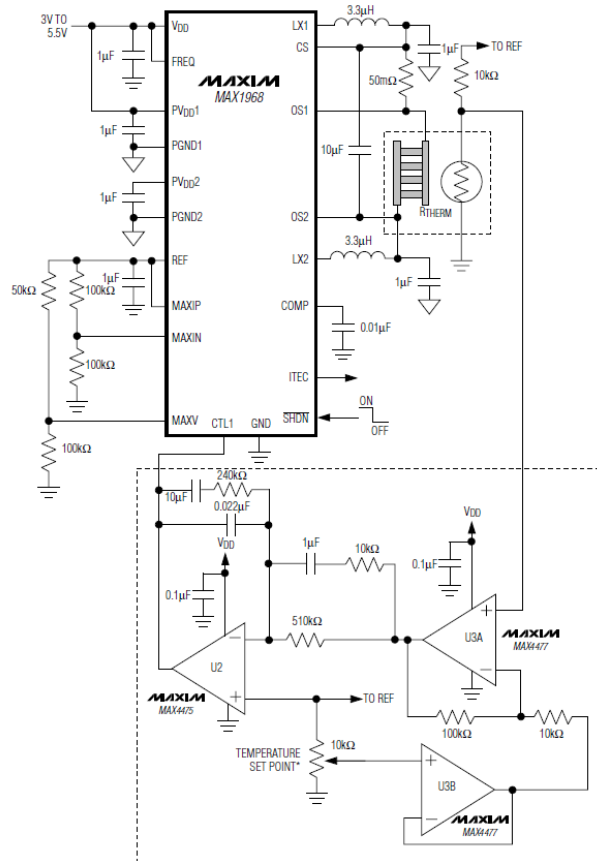 3V TO
5.5V
1µF
VDD
FREQ
MAXIM
MAX1968
LX1
CS
3.3µH
1µF
TO REF
50mΩ
10kΩ
PVDD1
1µF
PGND1
OS1
10µF
PVDD2
1µF
PGND2
RTHERM
OS2
3.3µH
LX2
1µF
REF
1µF
50kΩ
100kΩ
MAXIP
COMP
0.01µF
MAXIN
100kΩ
ITEC
ON
OFF
MAXV
CTL1
GND
SHDN
100kΩ
240kΩ
10µF
0.022µF
VDD
0.1µF
1µF
10kΩ
VDD
0.1µF
510kΩ
U2
MAXIM
MAX4475
U3A
MAXIM
MAX4477
TO REF
100kΩ
10kΩ
TEMPERATURE
SET POINT*
10kΩ
U3B
MAXIM
MAX4477